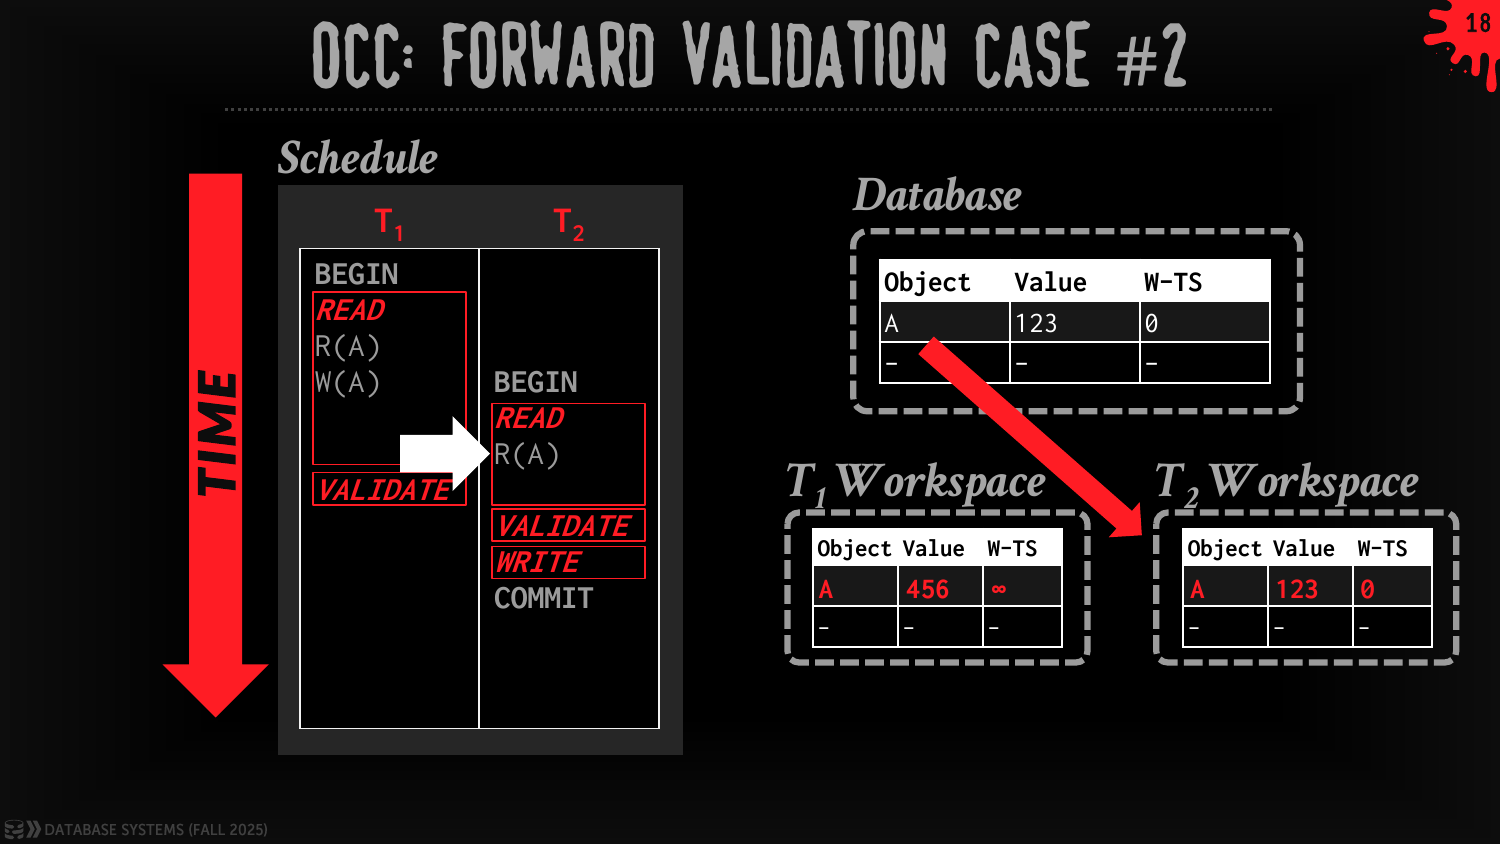 OCC: FORWARD VALIDATION CASE #2
18
Schedule
T1 T2
BEGIN
READ
R(A)
W(A)
VALIDATE
BEGIN
READ
R(A)
VALIDATE
WRITE
COMMIT
TIME
Database
Object Value W-TS
A 123 0
- - -
T1 Workspace
Object Value W-TS
A 456 ∞
- - -
T2 Workspace
Object Value W-TS
A 123 0
- - -
DATABASE SYSTEMS (FALL 2025)